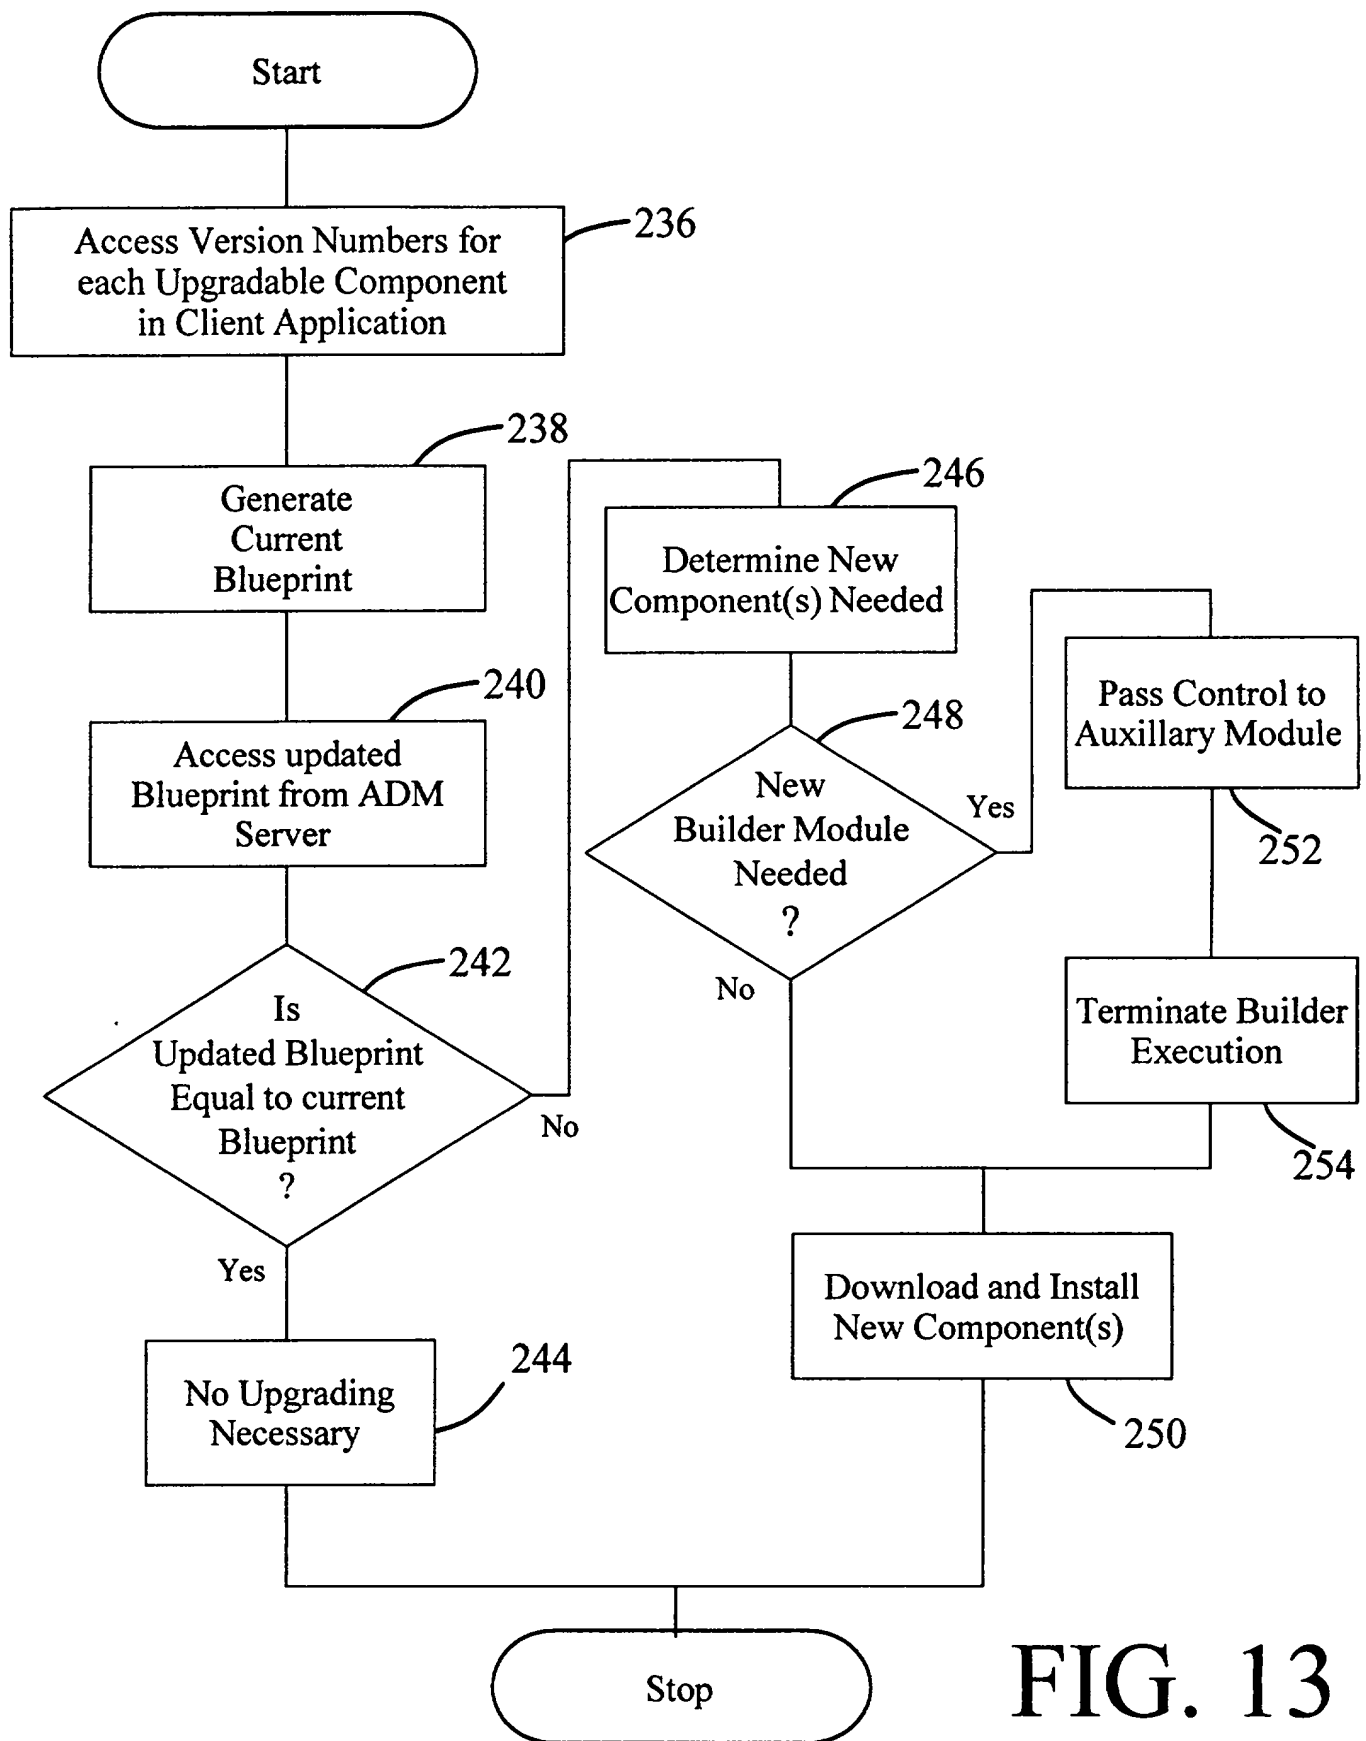 Start
236
Access Version Numbers for
each Upgradable Component
in Client Application
238
Generate
Current
Blueprint
240
Access updated
Blueprint from ADM
Server
242
Is
Updated Blueprint
Equal to current
Blueprint
?
No
Yes
244
No Upgrading
Necessary
246
Determine New
Component(s) Needed
248
New
Builder Module
Needed
?
Yes
No
Pass Control to
Auxillary Module
252
Terminate Builder
Execution
254
Download and Install
New Component(s)
250
Stop
FIG. 13